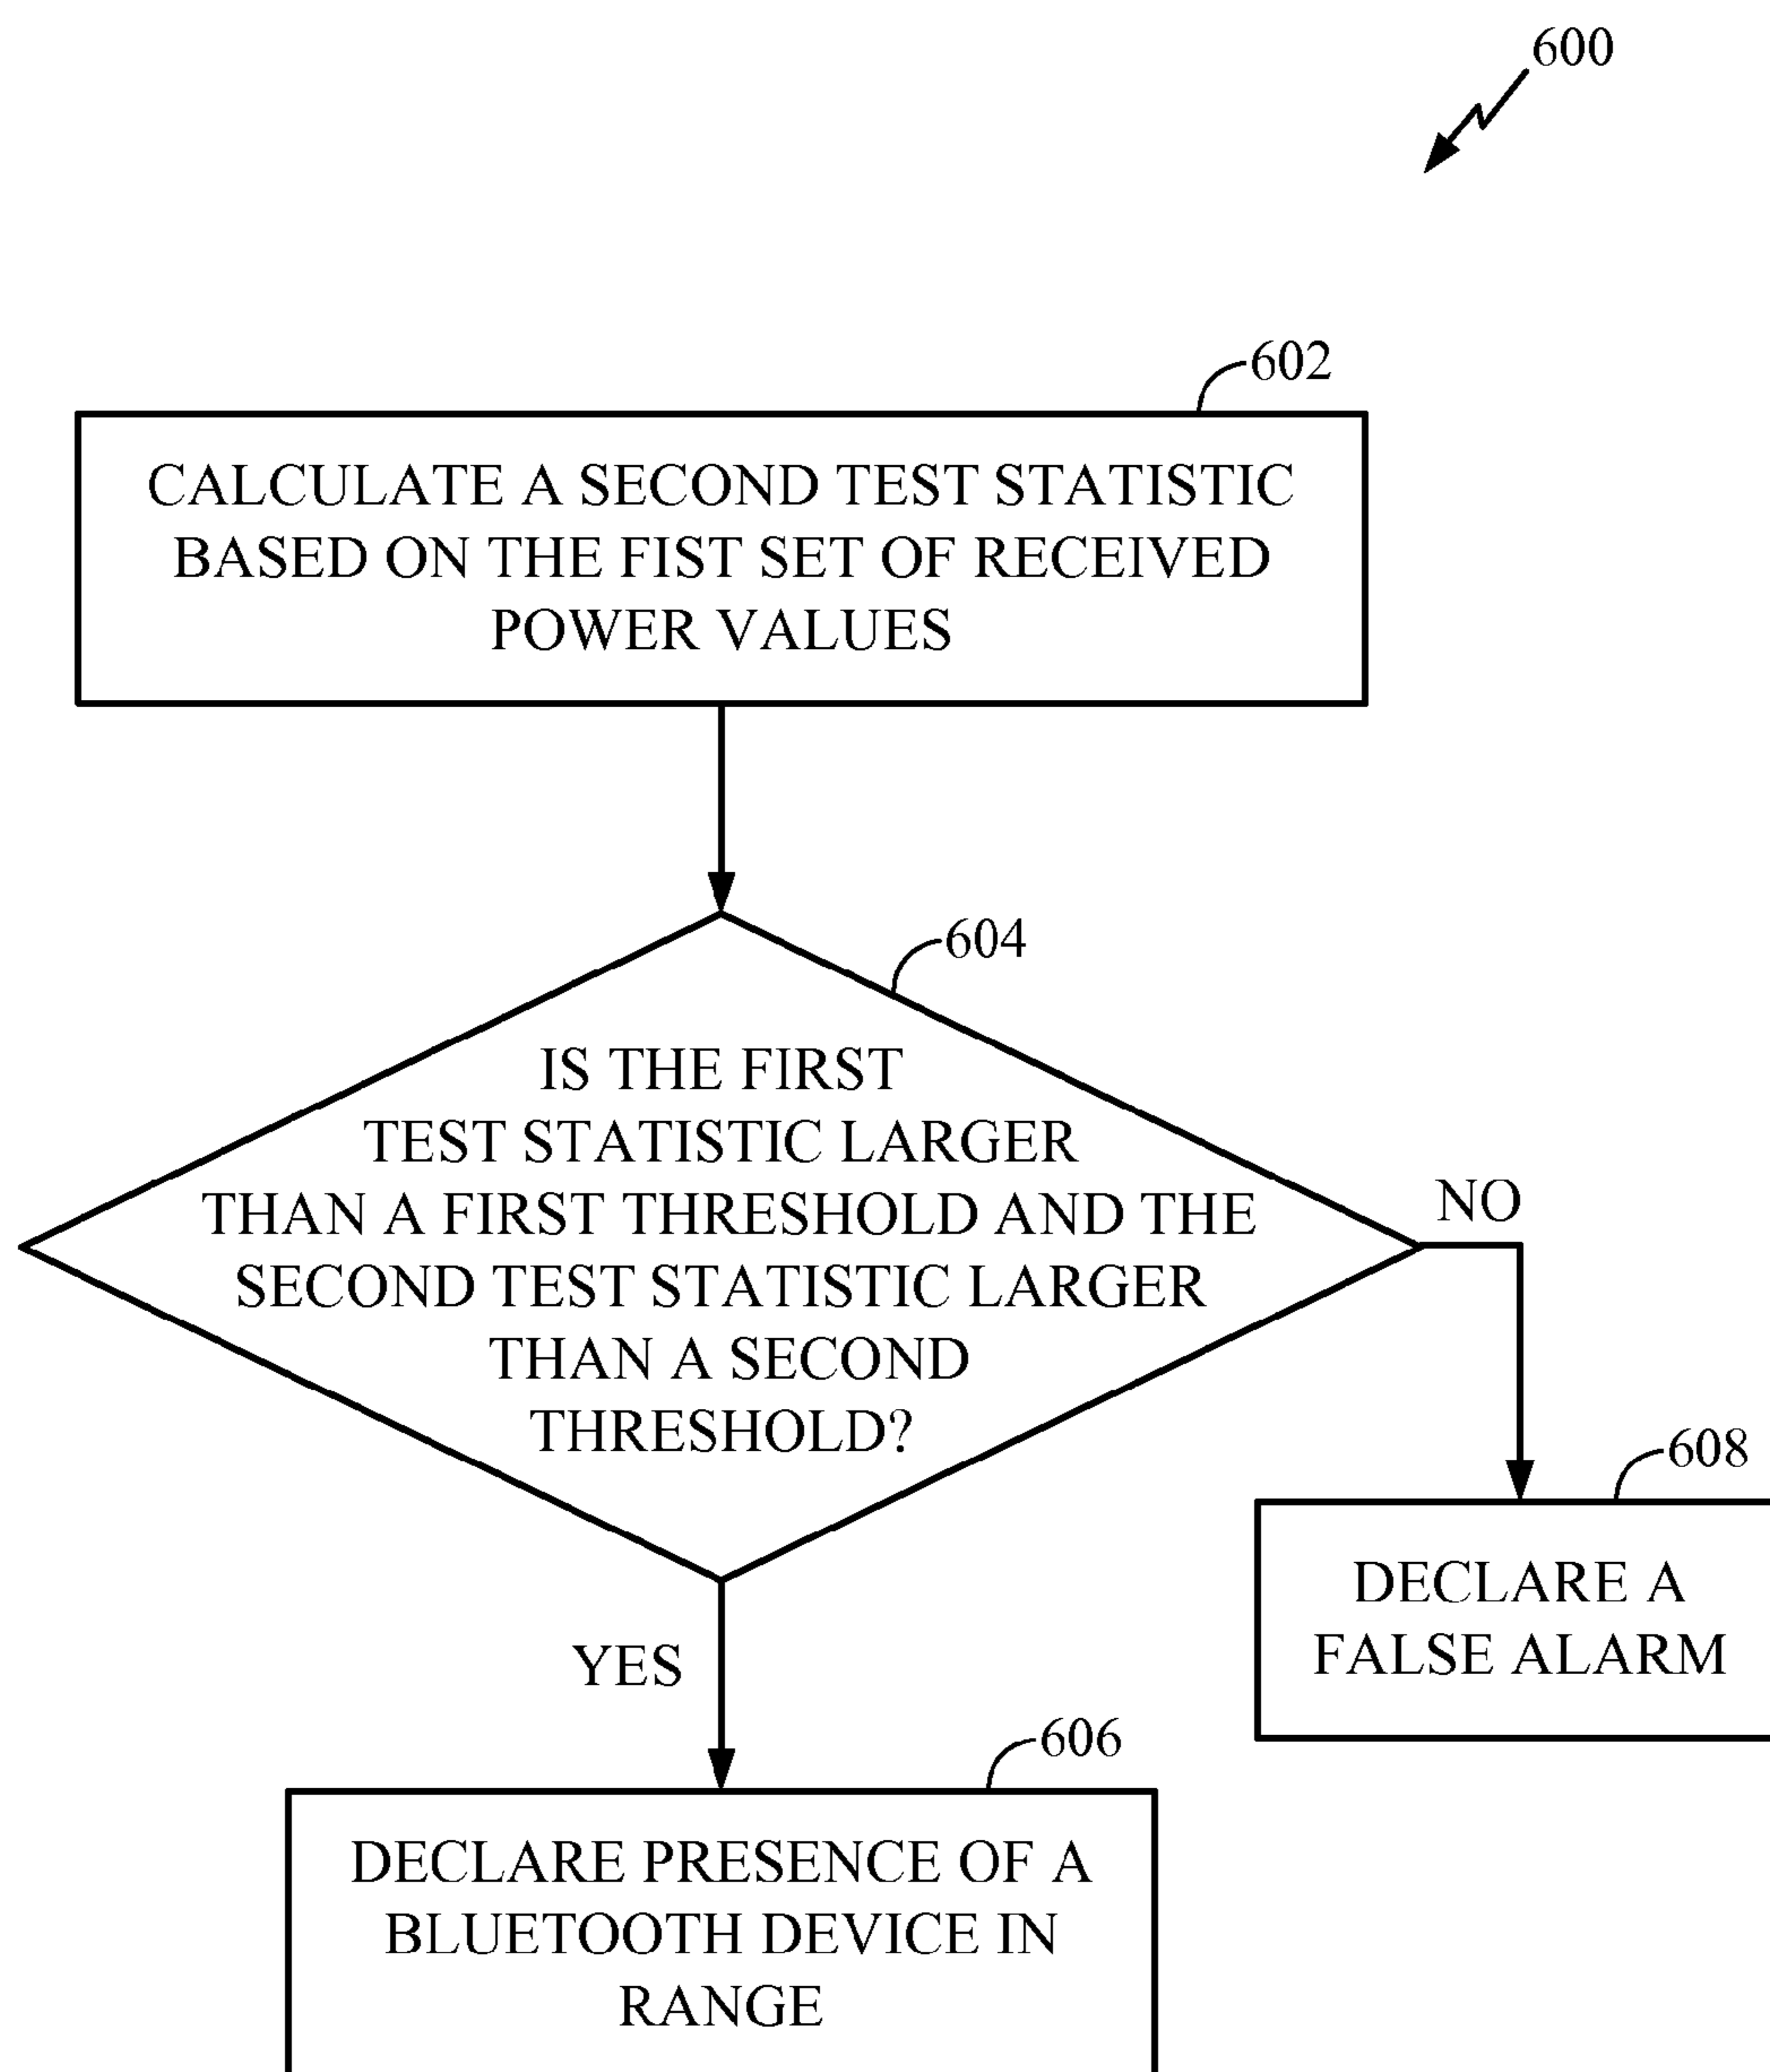 600
602
CALCULATE A SECOND TEST STATISTIC
BASED ON THE FIST SET OF RECEIVED
POWER VALUES
604
IS THE FIRST
TEST STATISTIC LARGER
THAN A FIRST THRESHOLD AND THE
SECOND TEST STATISTIC LARGER
THAN A SECOND
THRESHOLD?
NO
608
DECLARE A
FALSE ALARM
YES
606
DECLARE PRESENCE OF A
BLUETOOTH DEVICE IN
RANGE